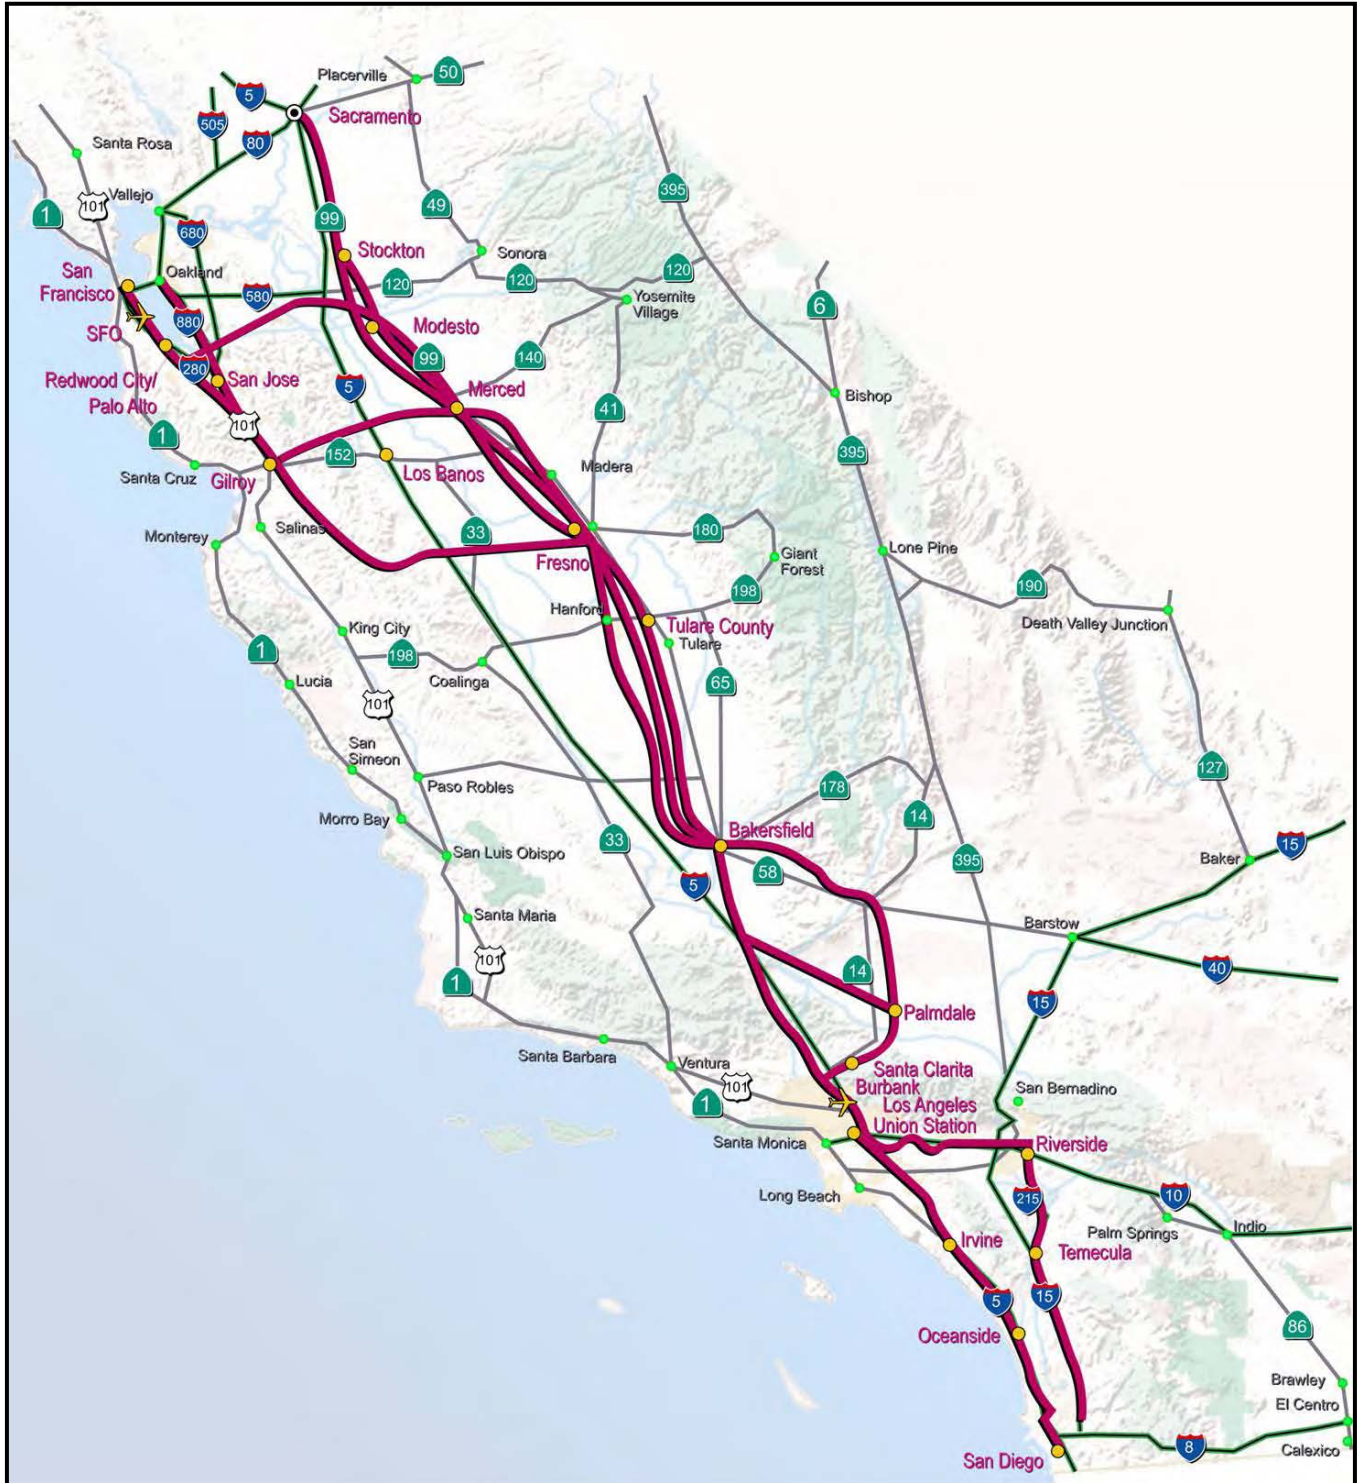 Placerville
50
5
Sacramento
505
80
Santa Rosa
Vallejo
101
1
395
49
99
680
Stockton
Sonora
San
Francisco
Oakland
120
120
120
580
6
Yosemite
Village
SFO
880
Modesto
99
140
280
Redwood City/
Palo Alto
San Jose
5
Merced
Bishop
41
101
1
395
152
Santa Cruz
Gilroy
Los Banos
Madera
Salinas
33
180
Monterey
Lone Pine
Giant
Forest
Fresno
198
190
Hanford
Tulare County
Death Valley Junction
King City
Tulare
1
198
Coalinga
65
Lucia
101
San
Simeon
127
Paso Robles
178
Morro Bay
14
Bakersfield
33
San Luis Obispo
395
Baker
15
58
5
Santa Maria
Barstow
101
14
40
1
15
Palmdale
Santa Barbara
Ventura
Santa Clarita
101
Burbank
San Bernadino
1
Los Angeles
Union Station
Santa Monica
Riverside
Long Beach
215
10
Palm Springs
Indio
Irvine
Temecula
5
15
86
Oceanside
Brawley
El Centro
San Diego
8
Calexico